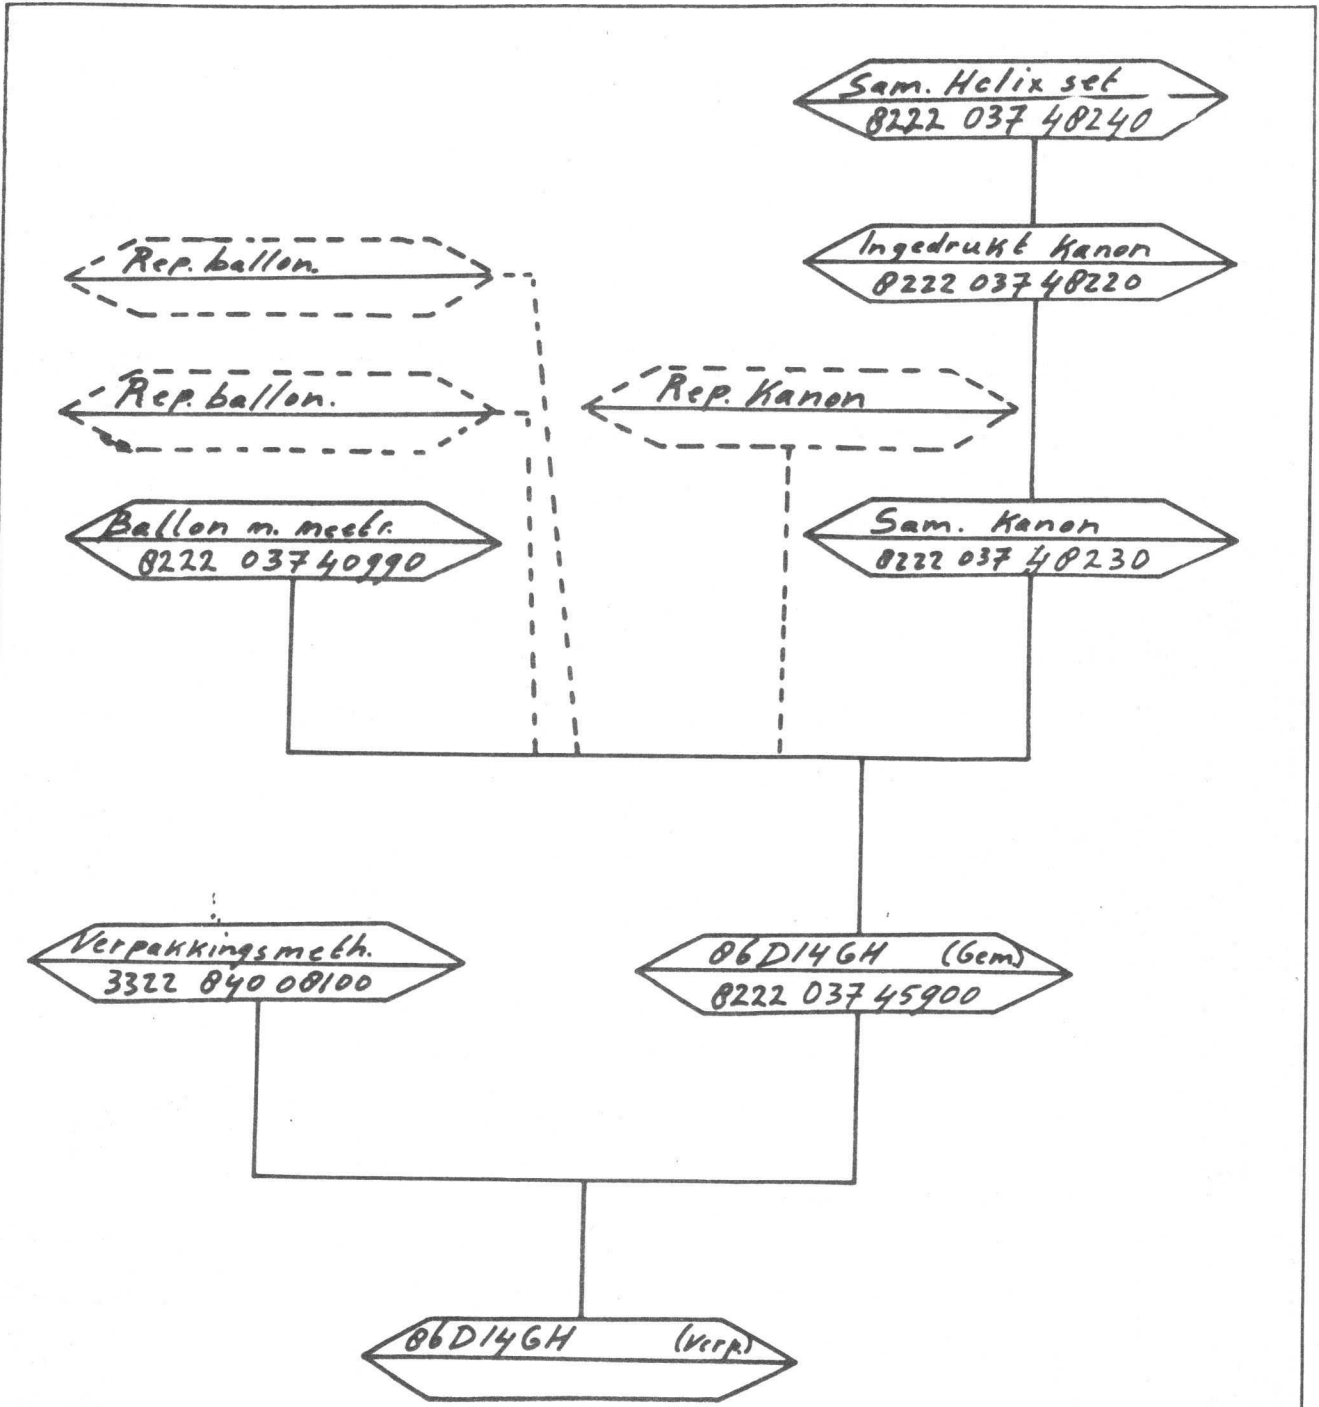 Sam. Helix set
8222 037 48240
Ingedrukt Kanon
8222 037 48220
Rep. ballon.
Rep. ballon.
Rep. Kanon
Ballon m. meetr.
8222 037 40990
Sam. Kanon
8222 037 48230
Verpakkingsmeth.
3322 840 08100
86D14GH (Gem)
8222 037 45900
86D14GH (Verp.)